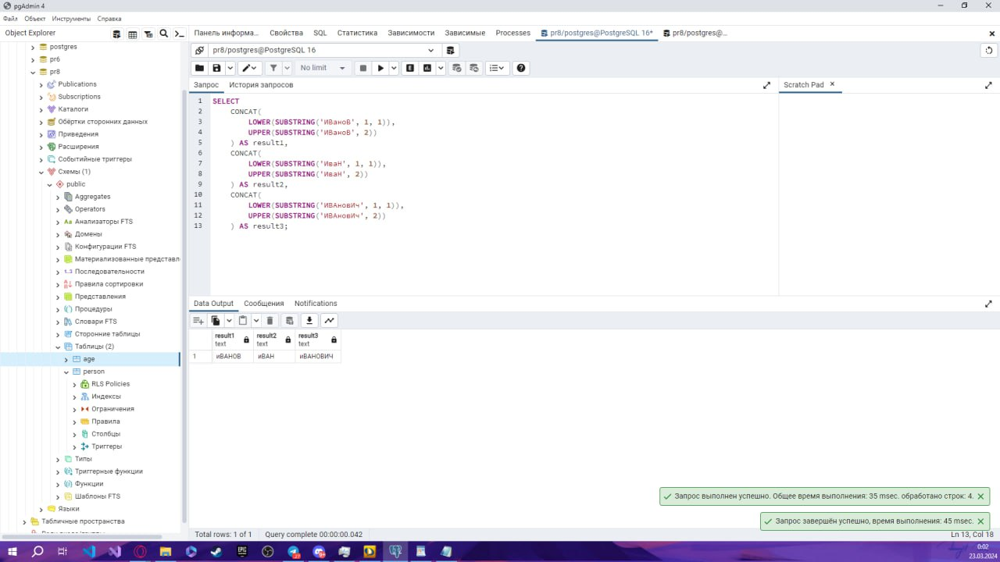 pgAdmin 4
Файл Объект Инструменты Справка
Object Explorer
postgres
pr6
pr8
Publications
Subscriptions
Каталоги
Обёртки сторонних данных
Приведения
Расширения
Событийные триггеры
Схемы (1)
public
Aggregates
Operators
Анализаторы FTS
Домены
Конфигурации FTS
Материализованные представл
Последовательности
Правила сортировки
Представления
Процедуры
Словари FTS
Сторонние таблицы
Таблицы (2)
age
person
RLS Policies
Индексы
Ограничения
Правила
Столбцы
Триггеры
Типы
Триггерные функции
Функции
Шаблоны FTS
Языки
Табличные пространства
Панель информа... Свойства SQL Статистика Зависимости Зависимые Processes pr8/postgres@PostgreSQL 16* pr8/postgres@...
pr8/postgres@PostgreSQL 16
No limit
Запрос История запросов
Scratch Pad
1 SELECT
2 CONCAT(
3 LOWER(SUBSTRING('ИВаноВ', 1, 1)),
4 UPPER(SUBSTRING('ИВаноВ', 2))
5 ) AS result1,
6 CONCAT(
7 LOWER(SUBSTRING('ИваН', 1, 1)),
8 UPPER(SUBSTRING('ИваН', 2))
9 ) AS result2,
10 CONCAT(
11 LOWER(SUBSTRING('ИВАновИч', 1, 1)),
12 UPPER(SUBSTRING('ИВАновИч', 2))
13 ) AS result3;
Data Output Сообщения Notifications
result1 result2 result3
text text text
1 иВАНОВ иВАН иВАНОВИЧ
Запрос выполнен успешно. Общее время выполнения: 35 msec. обработано строк: 4.
Запрос завершён успешно, время выполнения: 45 msec.
Total rows: 1 of 1 Query complete 00:00:00.042 Ln 13, Col 18
EPIC
0:02
23.03.2024